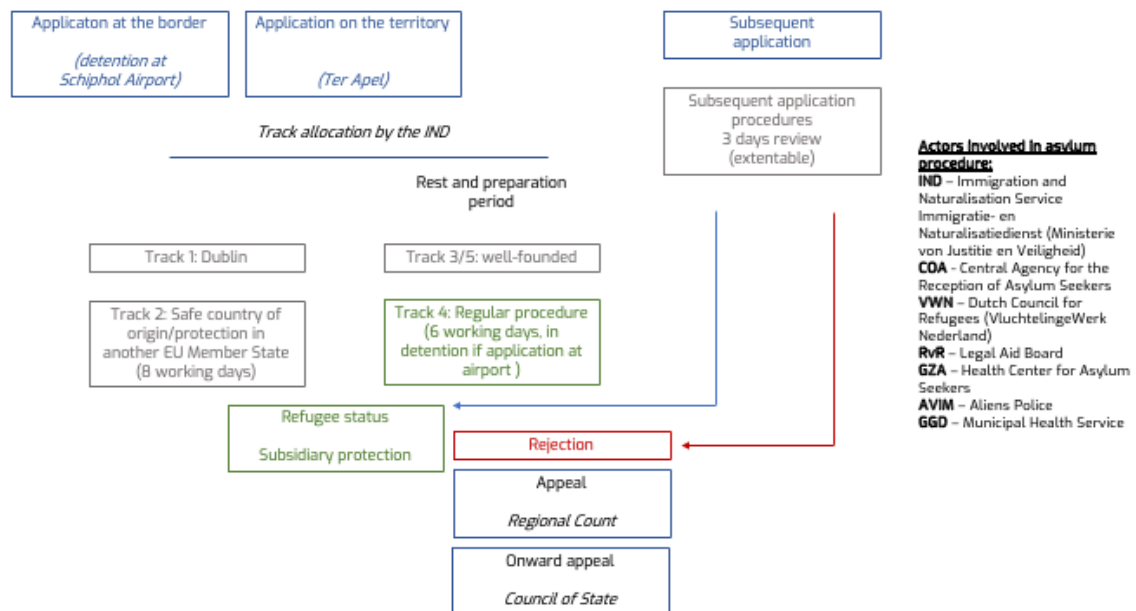 Applicaton at the border
(detention at
Schiphol Airport)
Application on the territory
(Ter Apel)
Subsequent
application
Track allocation by the IND
Subsequent application
procedures
3 days review
(extentable)
Rest and preparation
period
Track 1: Dublin
Track 3/5: well-founded
Track 2: Safe country of
origin/protection in
another EU Member State
(8 working days)
Track 4: Regular procedure
(6 working days, in
detention if application at
airport )
Refugee status
Subsidiary protection
Rejection
Appeal
Regional Count
Onward appeal
Council of State
Actors involved in asylum
procedure:
IND – Immigration and
Naturalisation Service
Immigratie- en
Naturalisatiedienst (Ministerie
von Justitie en Veiligheid)
COA - Central Agency for the
Reception of Asylum Seekers
VWN – Dutch Council for
Refugees (VluchtelingeWerk
Nederland)
RvR – Legal Aid Board
GZA – Health Center for Asylum
Seekers
AVIM – Aliens Police
GGD – Municipal Health Service